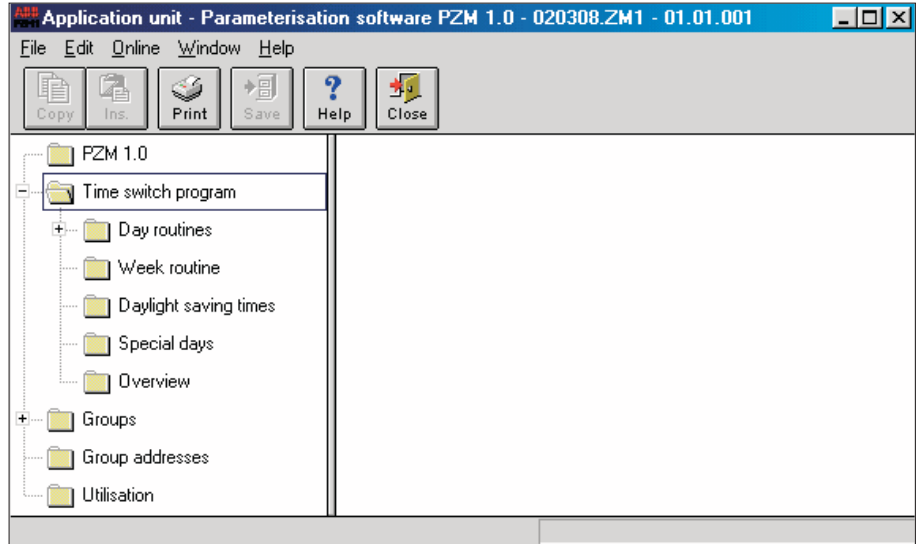 Application unit - Parameterisation software PZM 1.0 - 020308.ZM1 - 01.01.001
File Edit Online Window Help
Copy Ins. Print Save Help Close
PZM 1.0
Time switch program
Day routines
Week routine
Daylight saving times
Special days
Overview
Groups
Group addresses
Utilisation